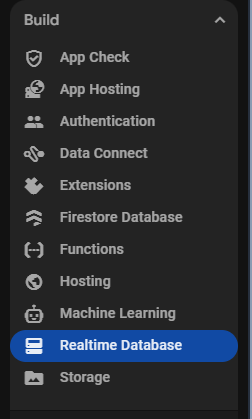 Build
App Check
App Hosting
Authentication
Data Connect
Extensions
Firestore Database
Functions
Hosting
Machine Learning
Realtime Database
Storage